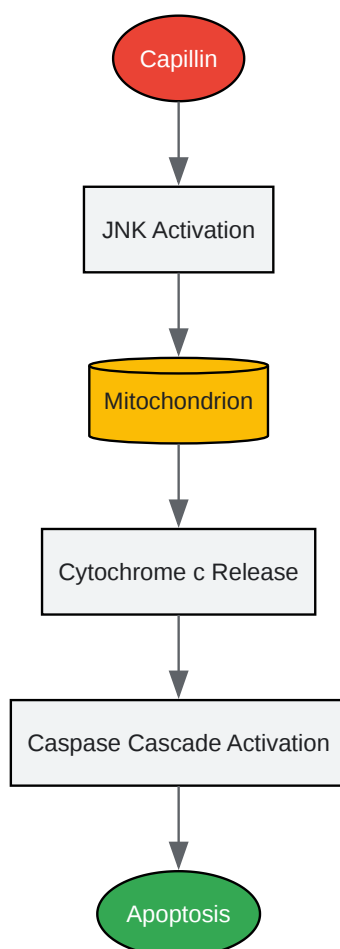 Capillin
JNK Activation
Mitochondrion
Cytochrome c Release
Caspase Cascade Activation
Apoptosis